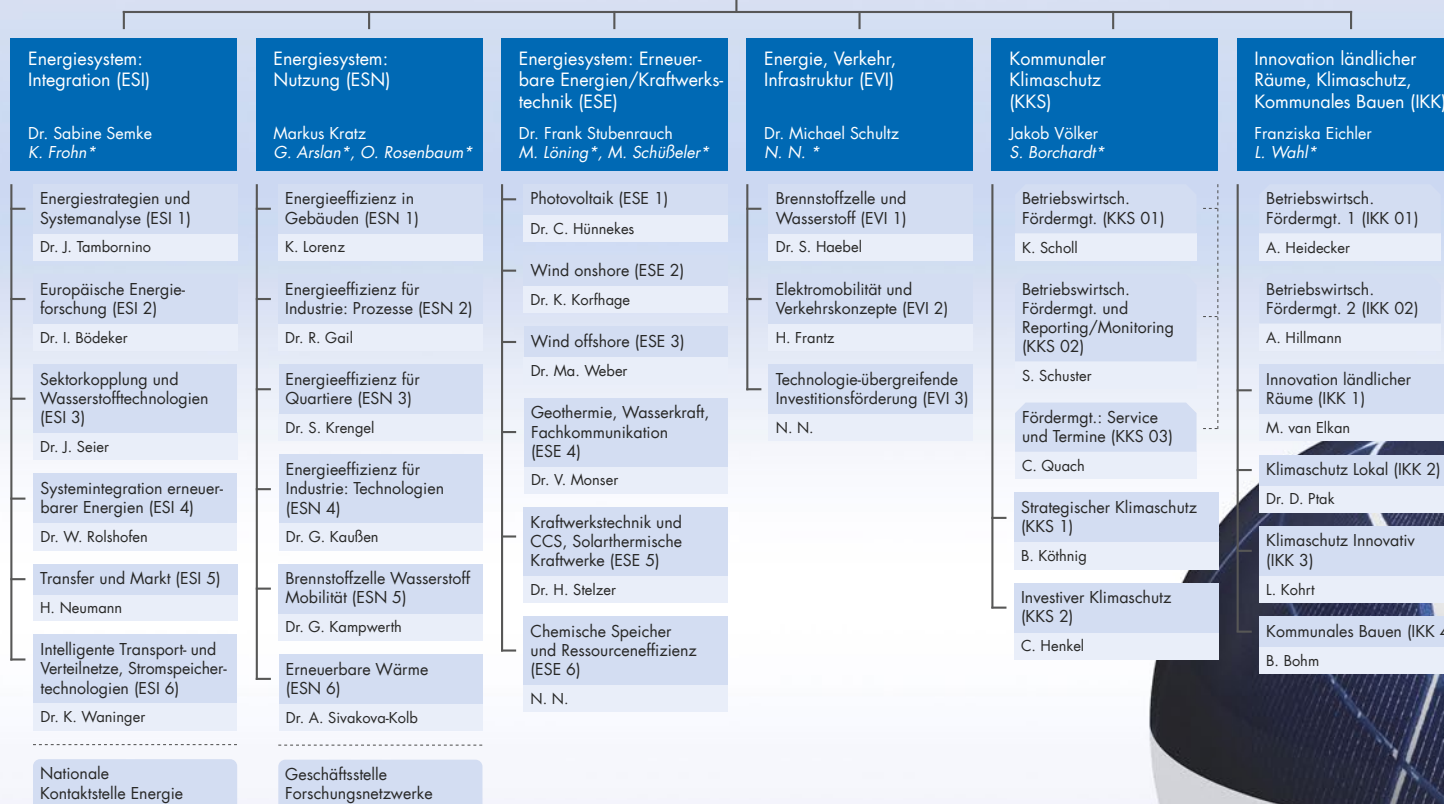 Energiesystem:
Integration (ESI)
Dr. Sabine Semke
K. Frohn*
Energiestrategien und
Systemanalyse (ESI 1)
Dr. J. Tambornino
Europäische Energie-
forschung (ESI 2)
Dr. I. Bödeker
Sektorkopplung und
Wasserstofftechnologien
(ESI 3)
Dr. J. Seier
Systemintegration erneuer-
barer Energien (ESI 4)
Dr. W. Rolshofen
Transfer und Markt (ESI 5)
H. Neumann
Intelligente Transport- und
Verteilnetze, Stromspeicher-
technologien (ESI 6)
Dr. K. Waninger
Nationale
Kontaktstelle Energie
Energiesystem:
Nutzung (ESN)
Markus Kratz
G. Arslan*, O. Rosenbaum*
Energieeffizienz in
Gebäuden (ESN 1)
K. Lorenz
Energieeffizienz für
Industrie: Prozesse (ESN 2)
Dr. R. Gail
Energieeffizienz für
Quartiere (ESN 3)
Dr. S. Krengel
Energieeffizienz für
Industrie: Technologien
(ESN 4)
Dr. G. Kaußen
Brennstoffzelle Wasserstoff
Mobilität (ESN 5)
Dr. G. Kampwerth
Erneuerbare Wärme
(ESN 6)
Dr. A. Sivakova-Kolb
Geschäftsstelle
Forschungsnetzwerke
Energiesystem: Erneuer-
bare Energien/Kraftwerks-
technik (ESE)
Dr. Frank Stubenrauch
M. Löning*, M. Schüßeler*
Photovoltaik (ESE 1)
Dr. C. Hünnekes
Wind onshore (ESE 2)
Dr. K. Korfhage
Wind offshore (ESE 3)
Dr. Ma. Weber
Geothermie, Wasserkraft,
Fachkommunikation
(ESE 4)
Dr. V. Monser
Kraftwerkstechnik und
CCS, Solarthermische
Kraftwerke (ESE 5)
Dr. H. Stelzer
Chemische Speicher
und Ressourceneffizienz
(ESE 6)
N. N.
Energie, Verkehr,
Infrastruktur (EVI)
Dr. Michael Schultz
N. N. *
Brennstoffzelle und
Wasserstoff (EVI 1)
Dr. S. Haebel
Elektromobilität und
Verkehrskonzepte (EVI 2)
H. Frantz
Technologie-übergreifende
Investitionsförderung (EVI 3)
N. N.
Kommunaler
Klimaschutz
(KKS)
Jakob Völker
S. Borchardt*
Betriebswirtsch.
Fördermgt. (KKS 01)
K. Scholl
Betriebswirtsch.
Fördermgt. und
Reporting/Monitoring
(KKS 02)
S. Schuster
Fördermgt.: Service
und Termine (KKS 03)
C. Quach
Strategischer Klimaschutz
(KKS 1)
B. Köthnig
Investiver Klimaschutz
(KKS 2)
C. Henkel
Innovation ländlicher
Räume, Klimaschutz,
Kommunales Bauen (IKK)
Franziska Eichler
L. Wahl*
Betriebswirtsch.
Fördermgt. 1 (IKK 01)
A. Heidecker
Betriebswirtsch.
Fördermgt. 2 (IKK 02)
A. Hillmann
Innovation ländlicher
Räume (IKK 1)
M. van Elkan
Klimaschutz Lokal (IKK 2)
Dr. D. Ptak
Klimaschutz Innovativ
(IKK 3)
L. Kohrt
Kommunales Bauen (IKK 4
B. Bohm